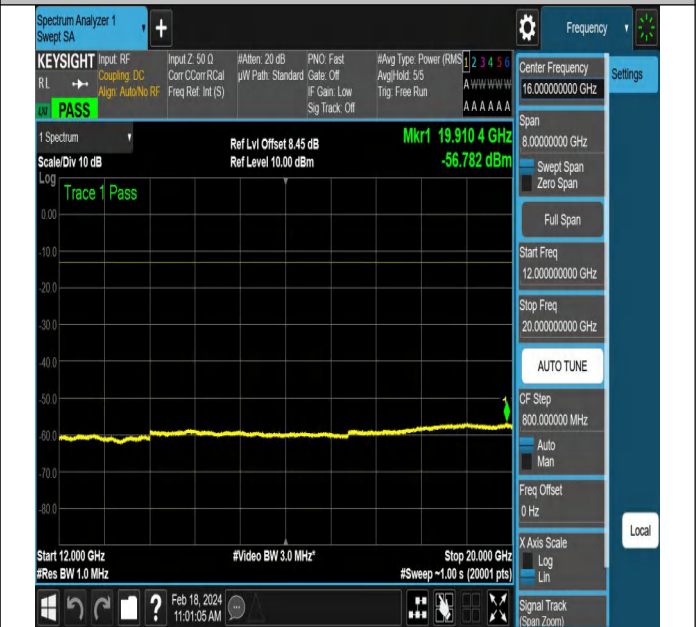 Spectrum Analyzer 1
Swept SA
+
Frequency
KEYSIGHT
RL
PASS
Input: RF
Coupling: DC
Align: Auto/No RF
Input Z: 50 Ω
Corr CCorr RCal
Freq Ref: Int (S)
#Atten: 20 dB
µW Path: Standard
PNO: Fast
Gate: Off
IF Gain: Low
Sig Track: Off
#Avg Type: Power (RMS
Avg|Hold: 5/5
Trig: Free Run
1 2 3 4 5 6
A W W W W W
A A A A A A
Center Frequency
16.000000000 GHz
Settings
Span
8.00000000 GHz
Swept Span
Zero Span
Full Span
Start Freq
12.000000000 GHz
Stop Freq
20.000000000 GHz
AUTO TUNE
CF Step
800.000000 MHz
Auto
Man
Freq Offset
0 Hz
X Axis Scale
Log
Lin
Signal Track
(Span Zoom)
Local
1 Spectrum
Scale/Div 10 dB
Ref Lvl Offset 8.45 dB
Ref Level 10.00 dBm
Mkr1 19.910 4 GHz
-56.782 dBm
Log
Trace 1 Pass
0.00
-10.0
-20.0
-30.0
-40.0
-50.0
-60.0
-70.0
-80.0
1
Start 12.000 GHz
#Res BW 1.0 MHz
#Video BW 3.0 MHz*
Stop 20.000 GHz
#Sweep ~1.00 s (20001 pts)
?
Feb 18, 2024
11:01:05 AM